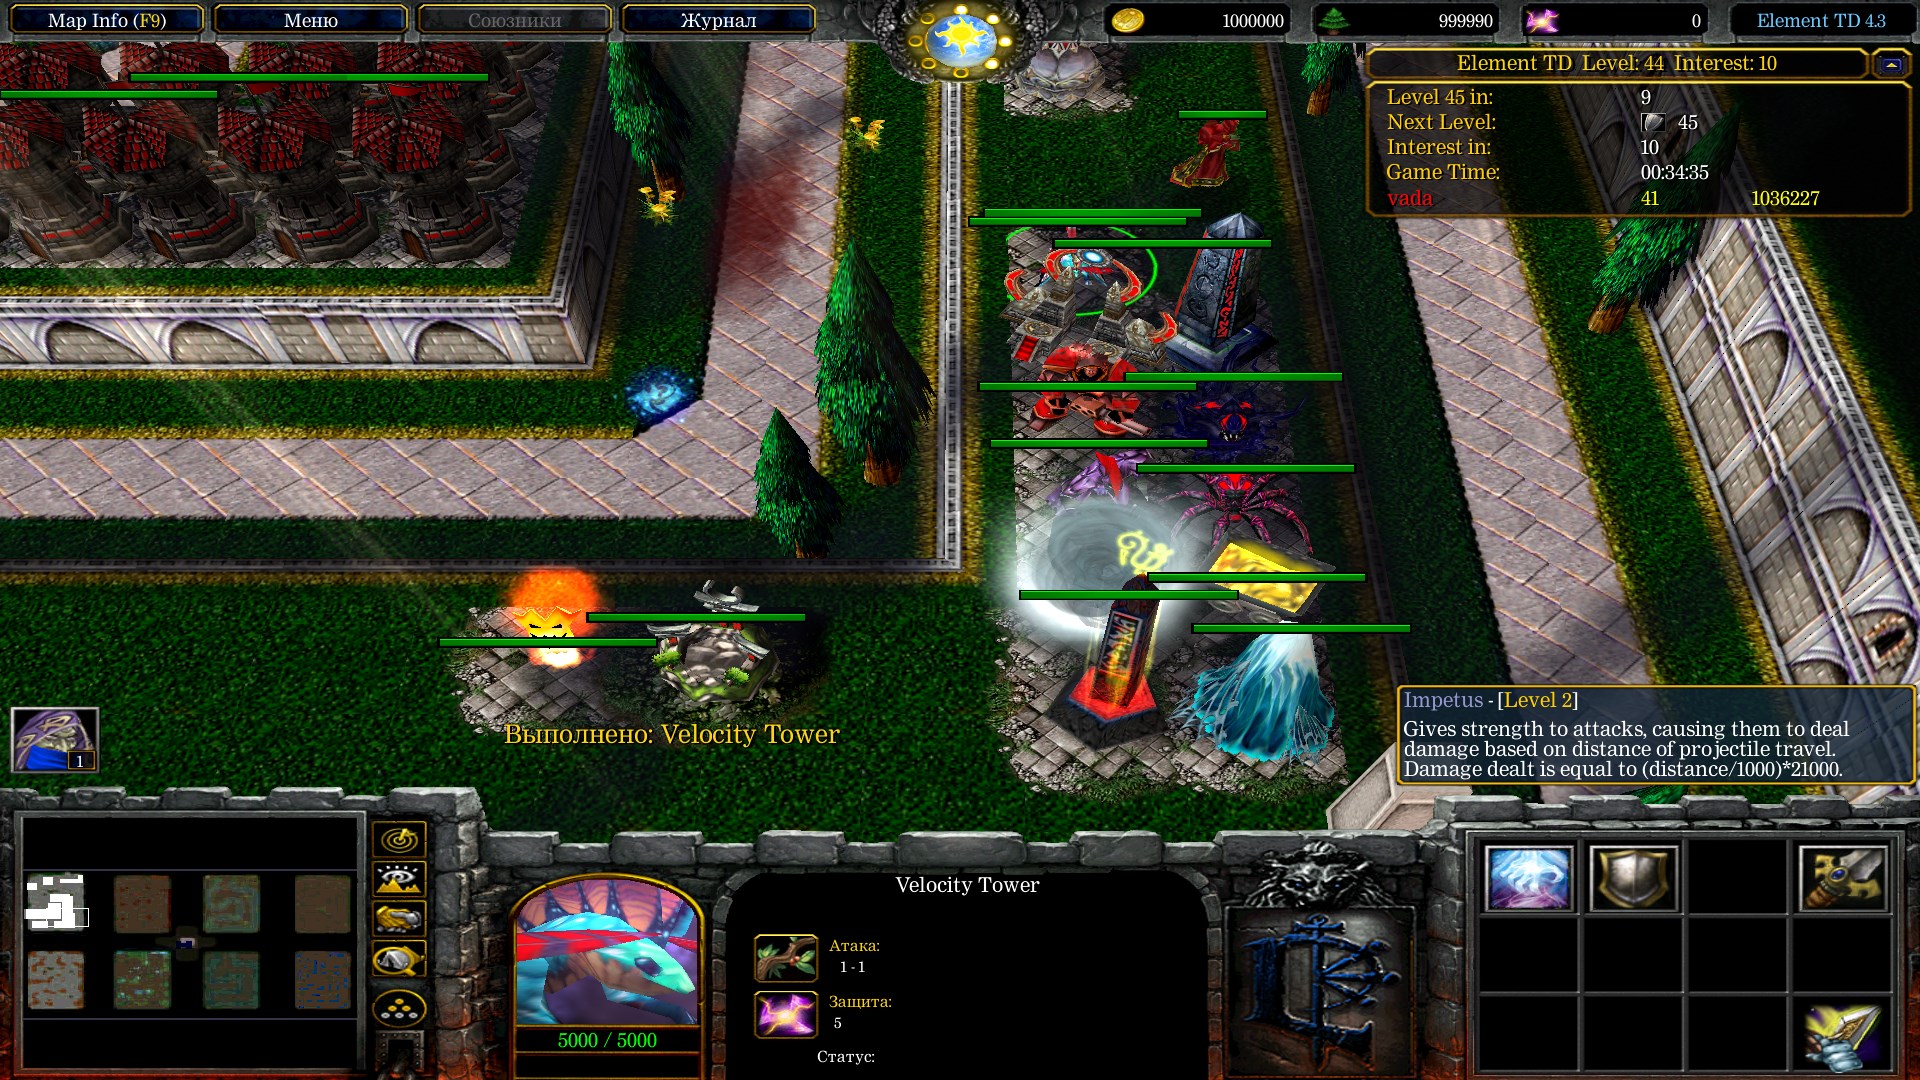 Map Info (F9)
Меню
Союзники
Журнал
1000000
999990
0
Element TD 4.3
Element TD Level: 44 Interest: 10
Level 45 in: 9
Next Level: 45
Interest in: 10
Game Time: 00:34:35
vada 41 1036227
Выполнено: Velocity Tower
1
Impetus - [Level 2]
Gives strength to attacks, causing them to deal
damage based on distance of projectile travel.
Damage dealt is equal to (distance/1000)*21000.
Velocity Tower
Атака:
1 - 1
Защита:
5
Статус:
5000 / 5000